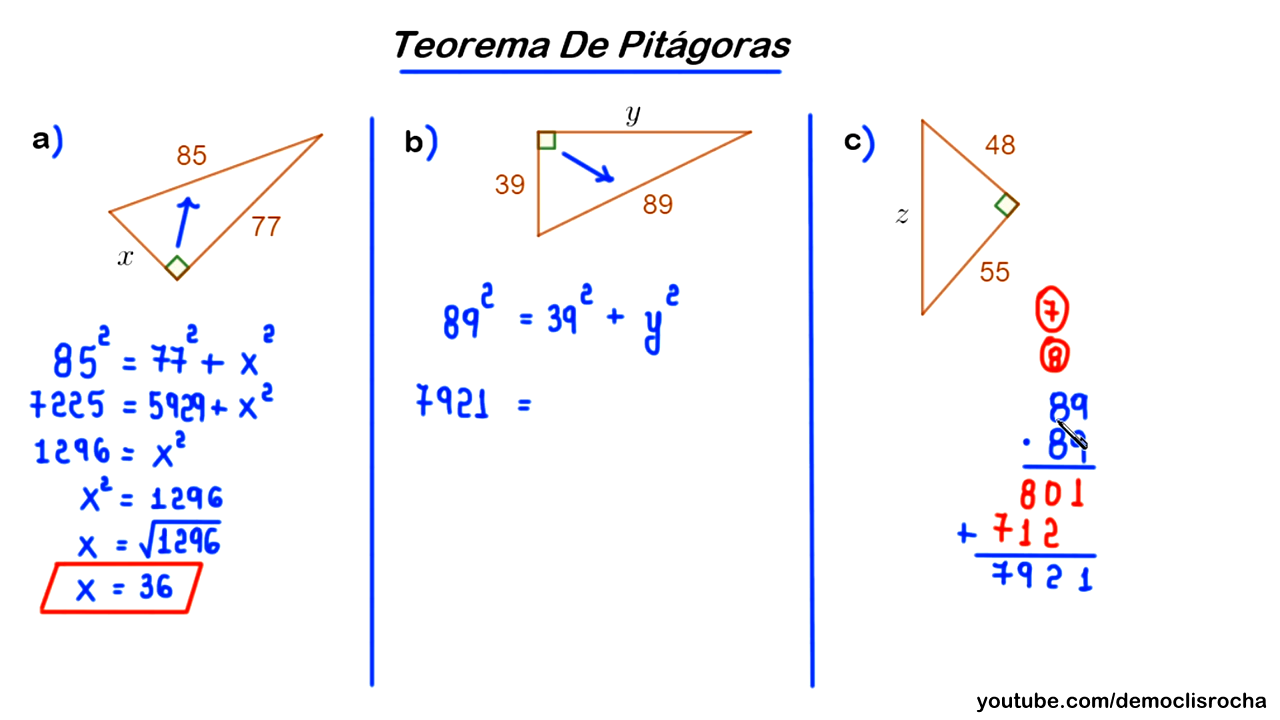 Teorema De Pitágoras
a)
85
77
x
85² = 77² + x²
7225 = 5929 + x²
1296 = x²
x² = 1296
x = √1296
x = 36
b)
y
39
89
89² = 39² + y²
7921 =
c)
48
z
55
7
8
89
· 89
801
+ 712
7921
youtube.com/democlisrocha